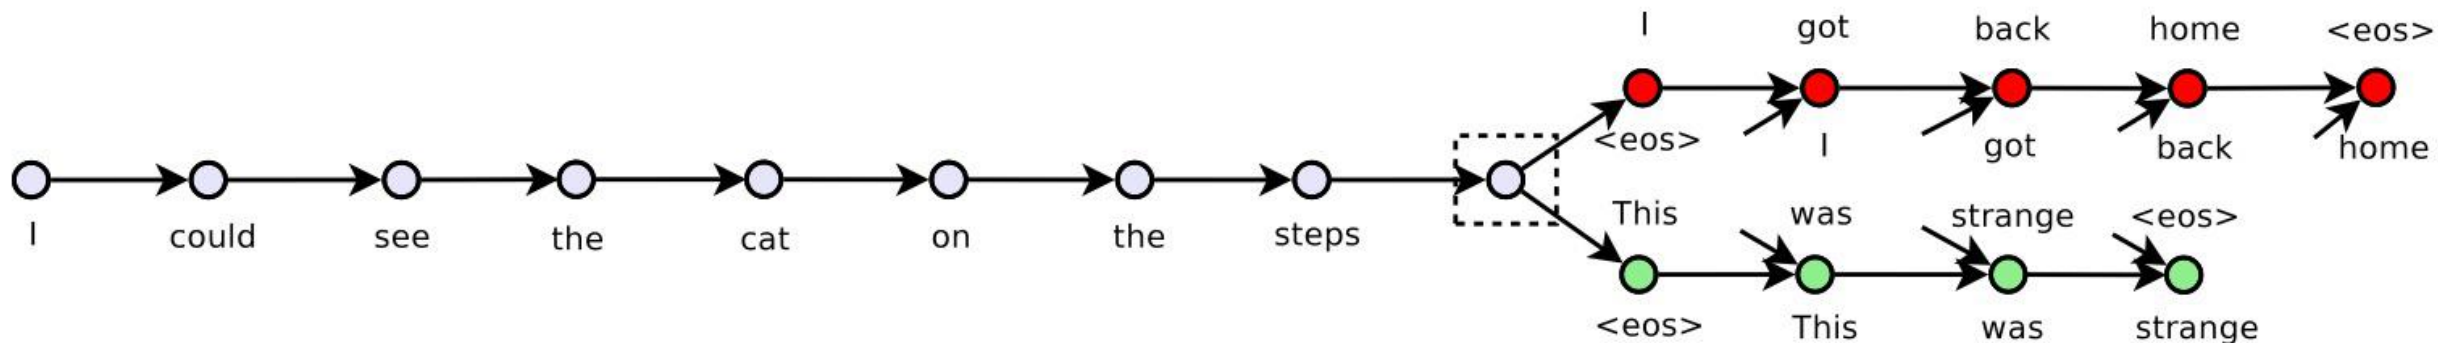 I got back home <eos>
<eos> I got back home
I could see the cat on the steps
This was strange <eos>
<eos> This was strange